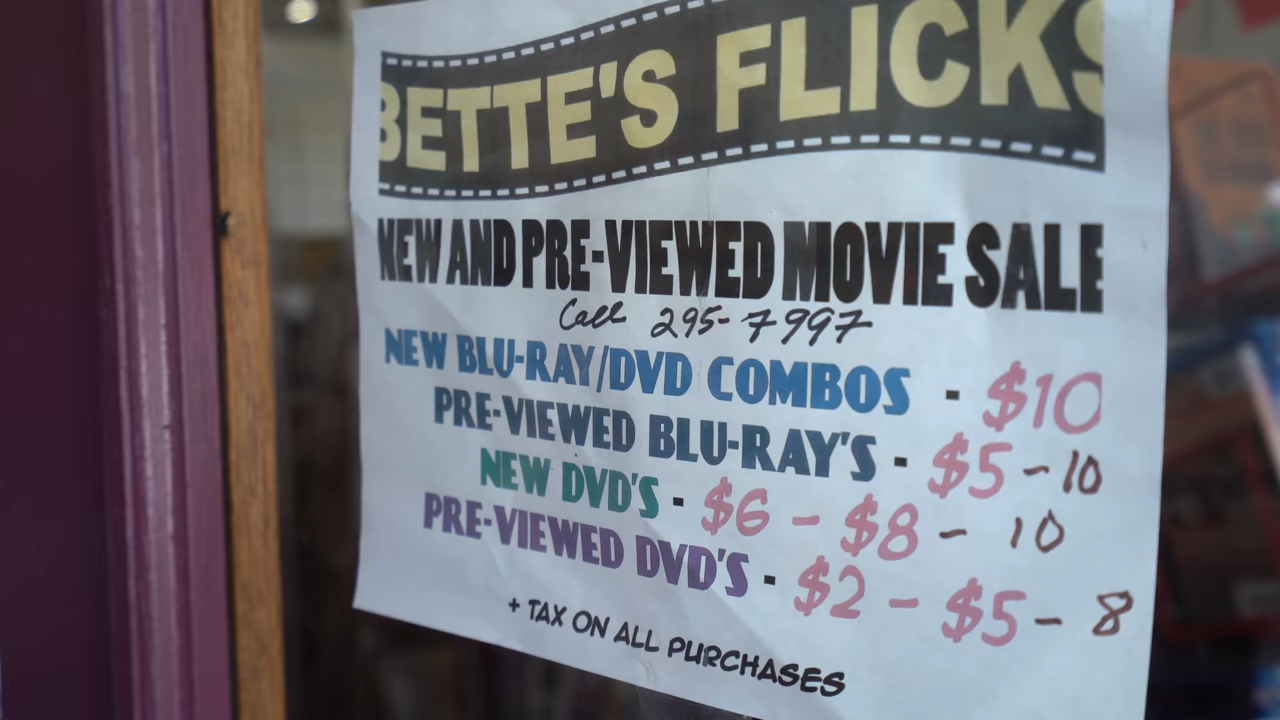 BETTE'S FLICKS
NEW AND PRE-VIEWED MOVIE SALE
Call 295-7997
NEW BLU-RAY/DVD COMBOS - $10
PRE-VIEWED BLU-RAY'S - $5 - 10
NEW DVD'S - $6 - $8 - 10
PRE-VIEWED DVD'S - $2 - $5 - 8
+ TAX ON ALL PURCHASES